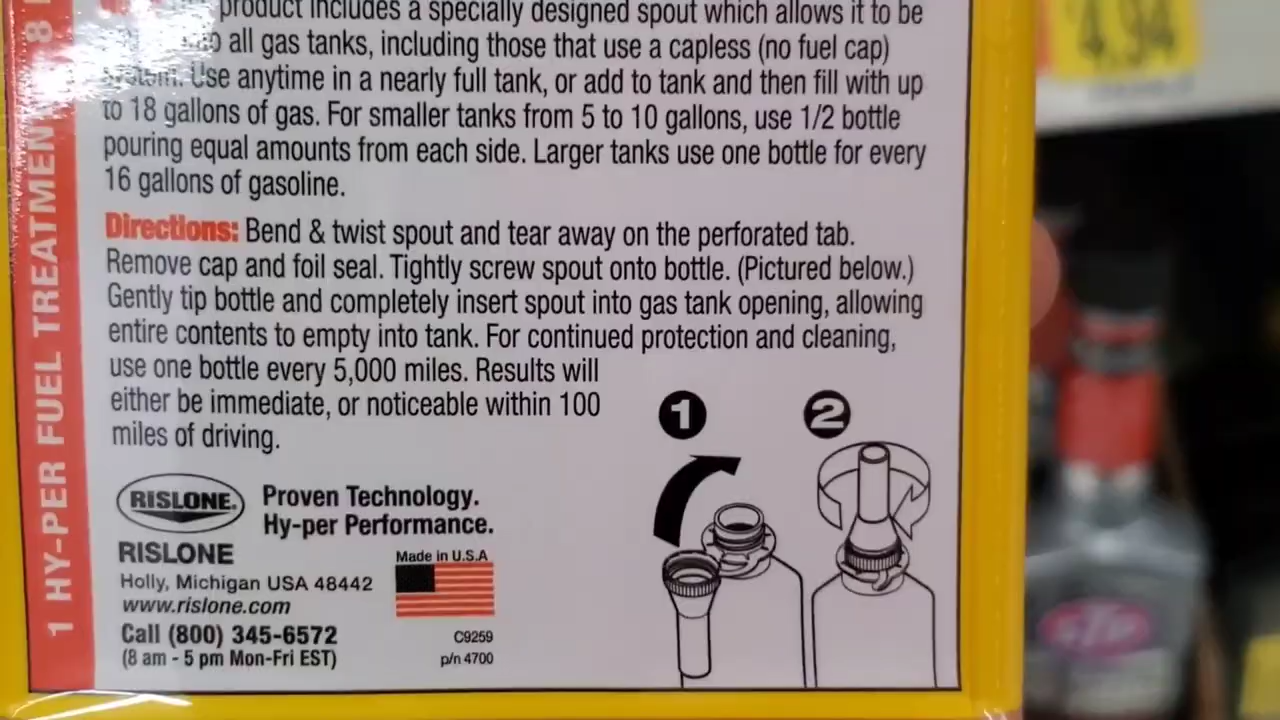 product includes a specially designed spout which allows it to be
all gas tanks, including those that use a capless (no fuel cap)
system. Use anytime in a nearly full tank, or add to tank and then fill with up
to 18 gallons of gas. For smaller tanks from 5 to 10 gallons, use 1/2 bottle
pouring equal amounts from each side. Larger tanks use one bottle for every
16 gallons of gasoline.
Directions: Bend & twist spout and tear away on the perforated tab.
Remove cap and foil seal. Tightly screw spout onto bottle. (Pictured below.)
Gently tip bottle and completely insert spout into gas tank opening, allowing
entire contents to empty into tank. For continued protection and cleaning,
use one bottle every 5,000 miles. Results will
either be immediate, or noticeable within 100
miles of driving.
1 2
RISLONE®
Proven Technology.
Hy-per Performance.
RISLONE
Holly, Michigan USA 48442
www.rislone.com
Call (800) 345-6572
(8 am - 5 pm Mon-Fri EST)
Made in U.S.A
C9259
p/n 4700
1 HY-PER FUEL TREATMENT 8
4.94
STP